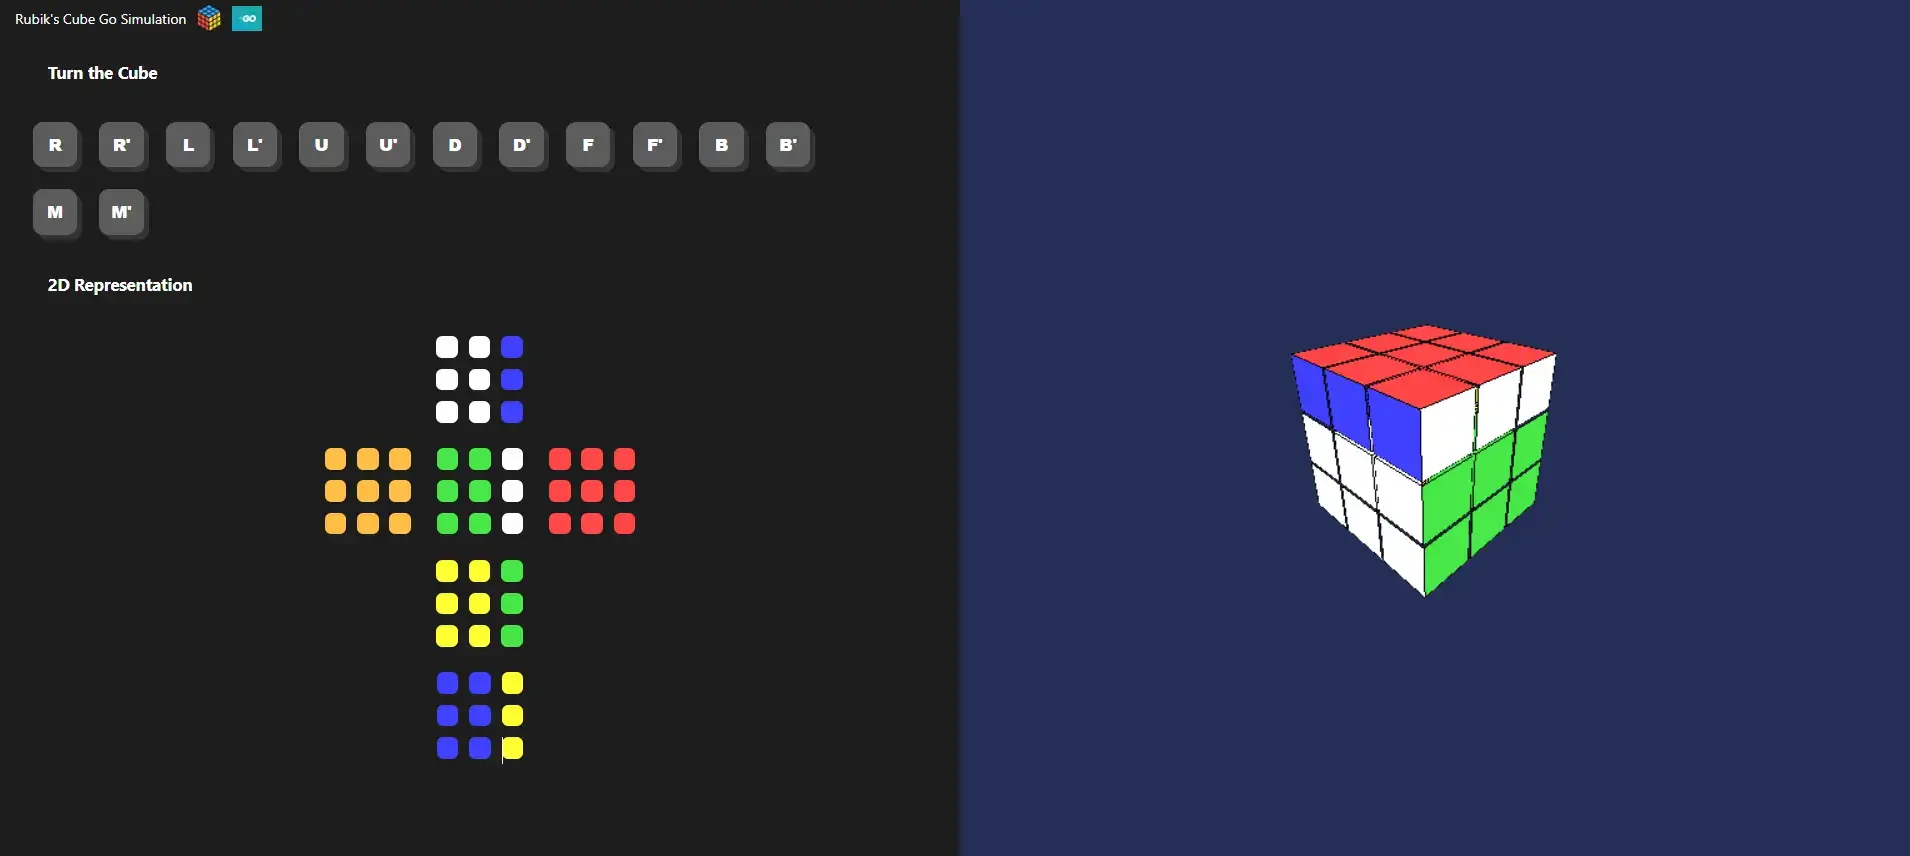 Rubik's Cube Go Simulation GO
Turn the Cube
R R' L L' U U' D D' F F' B B'
M M'
2D Representation